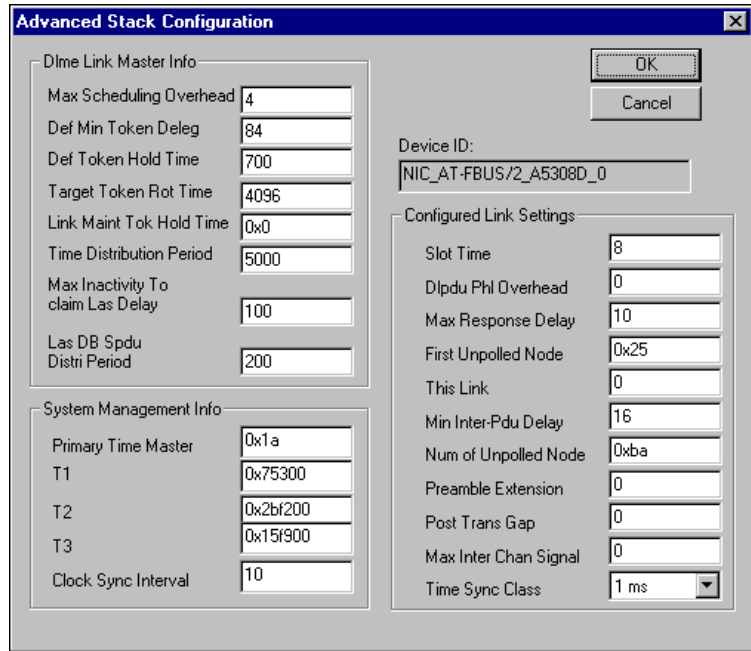 Advanced Stack Configuration
Dlme Link Master Info
Max Scheduling Overhead 4
Def Min Token Deleg 84
Def Token Hold Time 700
Target Token Rot Time 4096
Link Maint Tok Hold Time 0x0
Time Distribution Period 5000
Max Inactivity To
claim Las Delay 100
Las DB Spdu
Distri Period 200
System Management Info
Primary Time Master 0x1a
T1 0x75300
T2 0x2bf200
T3 0x15f900
Clock Sync Interval 10
OK
Cancel
Device ID:
NIC_AT-FBUS/2_A5308D_0
Configured Link Settings
Slot Time 8
Dlpdu Phl Overhead 0
Max Response Delay 10
First Unpolled Node 0x25
This Link 0
Min Inter-Pdu Delay 16
Num of Unpolled Node 0xba
Preamble Extension 0
Post Trans Gap 0
Max Inter Chan Signal 0
Time Sync Class 1 ms